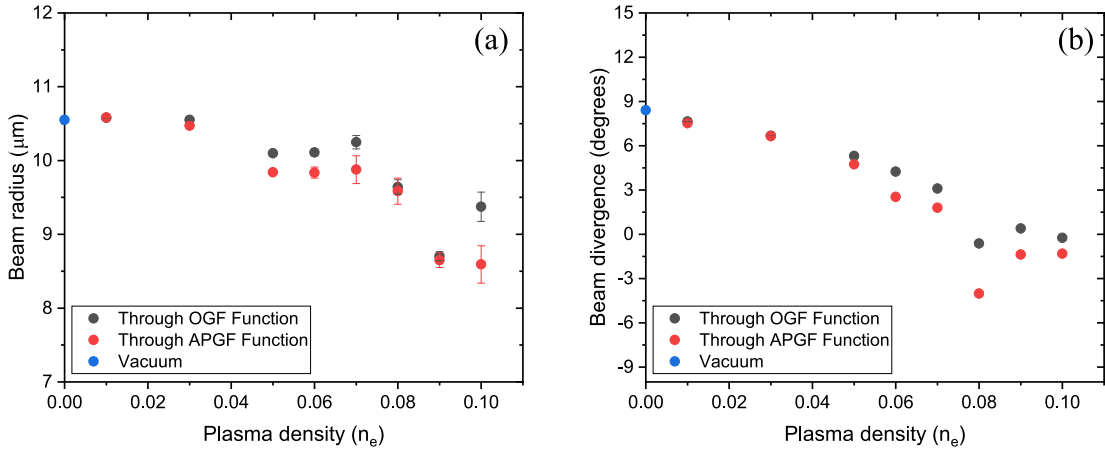 (a)
12
11
10
9
8
7
Beam radius (μm)
Through OGF Function
Through APGF Function
Vacuum
0.00 0.02 0.04 0.06 0.08 0.10
Plasma density (nₑ)
(b)
15
12
9
6
3
0
-3
-6
-9
Beam divergence (degrees)
Through OGF Function
Through APGF Function
Vacuum
0.00 0.02 0.04 0.06 0.08 0.10
Plasma density (nₑ)